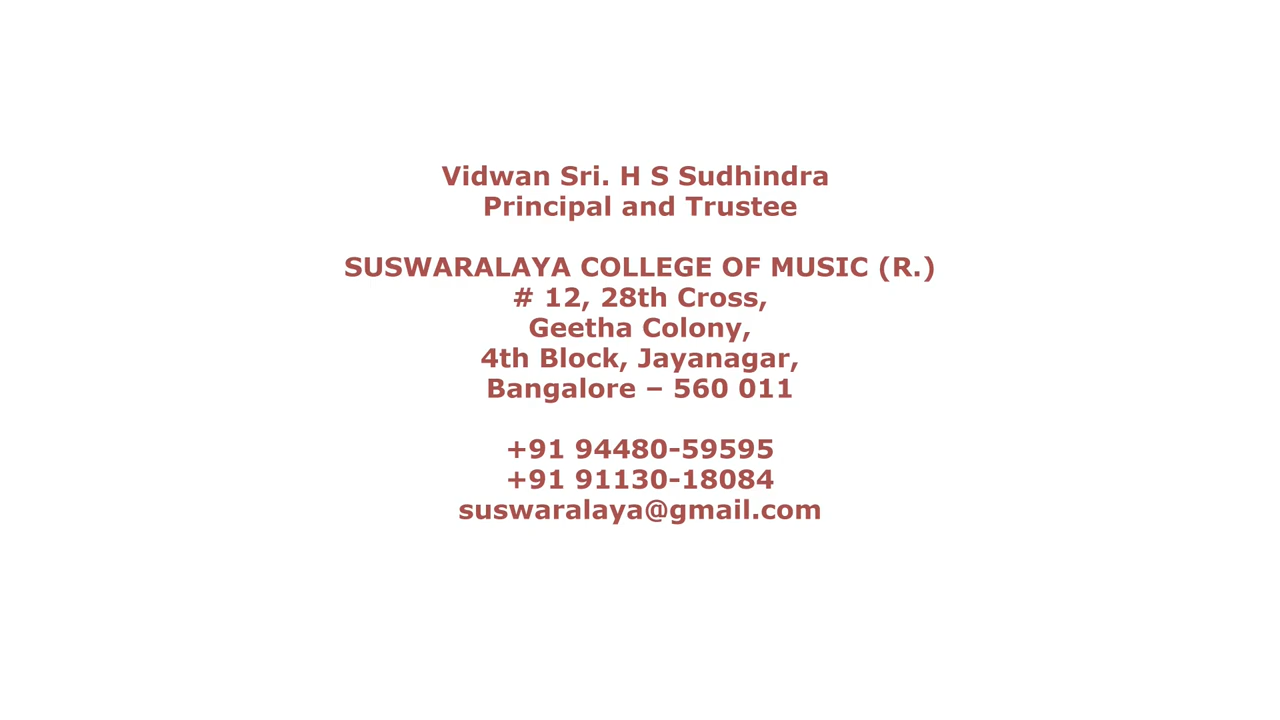 Vidwan Sri. H S Sudhindra
Principal and Trustee
SUSWARALAYA COLLEGE OF MUSIC (R.)
# 12, 28th Cross,
Geetha Colony,
4th Block, Jayanagar,
Bangalore – 560 011
+91 94480-59595
+91 91130-18084
suswaralaya@gmail.com